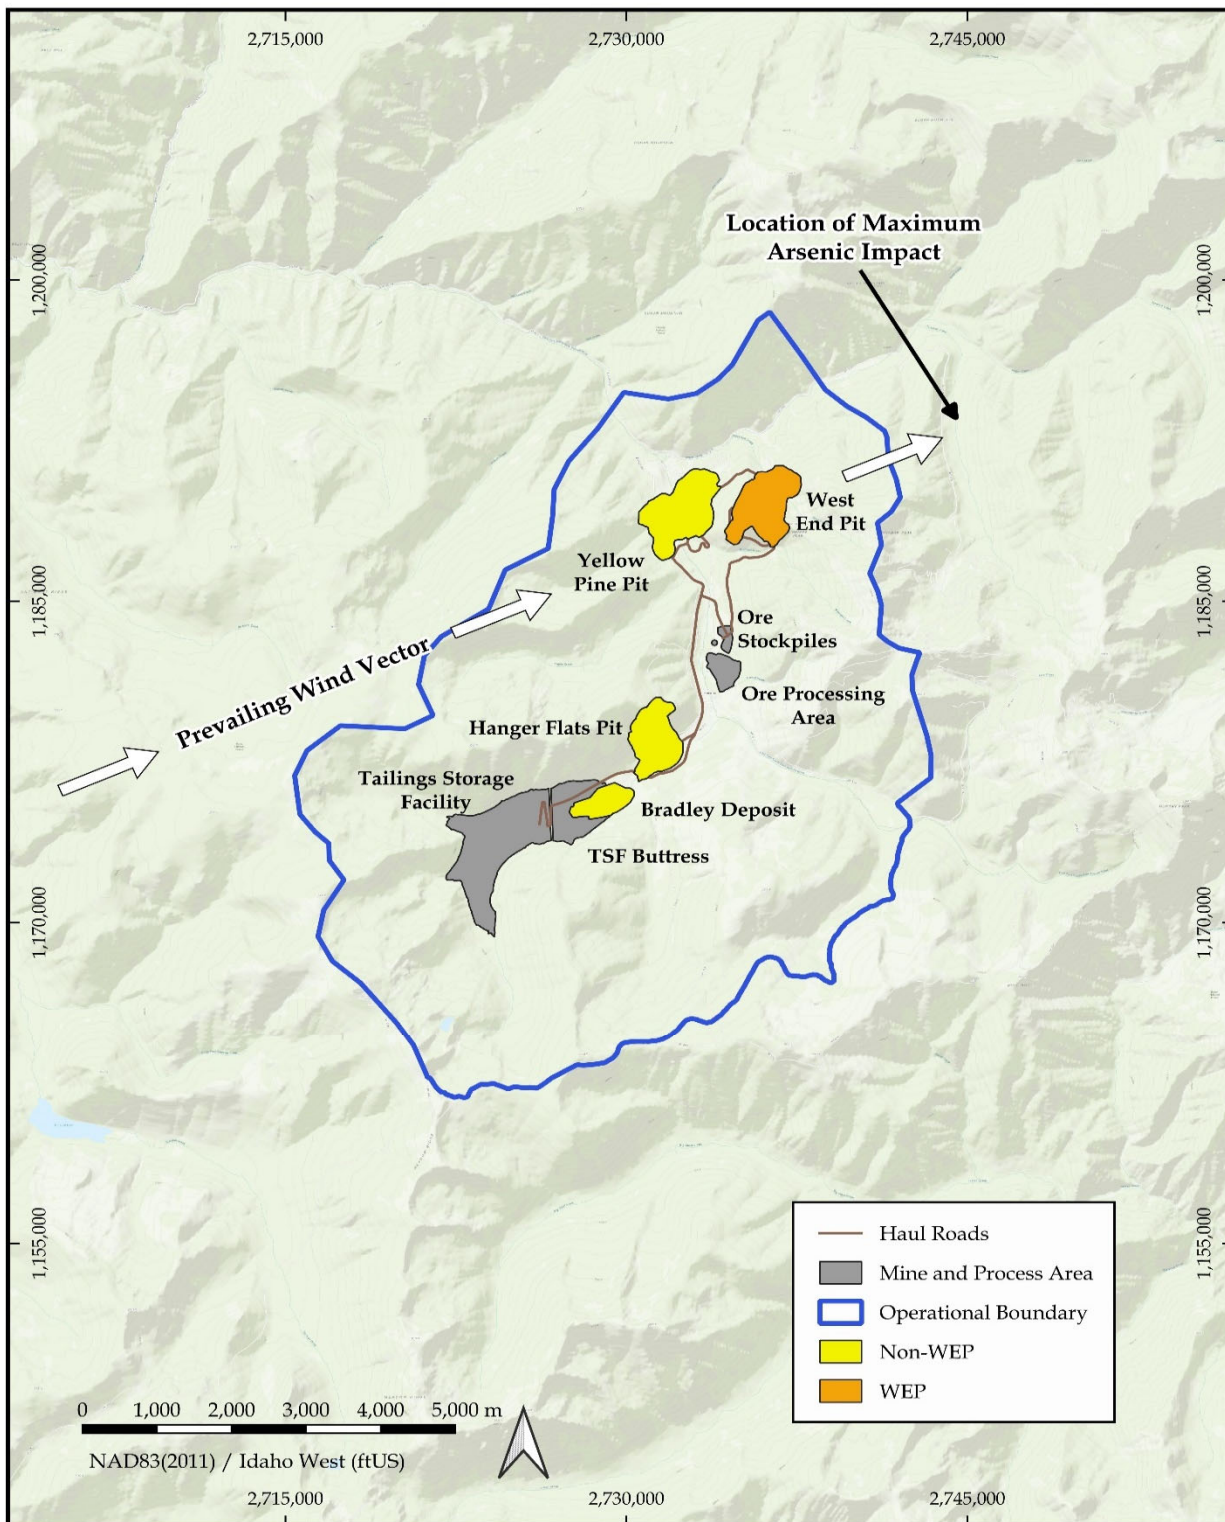 2,715,000
2,730,000
2,745,000
Location of Maximum
Arsenic Impact
1,200,000
1,200,000
West
End Pit
Yellow
Pine Pit
1,185,000
1,185,000
Ore
Stockpiles
Prevailing Wind Vector
Ore Processing
Area
Hanger Flats Pit
Tailings Storage
Facility
Bradley Deposit
TSF Buttress
1,170,000
1,170,000
1,155,000
1,155,000
Haul Roads
Mine and Process Area
Operational Boundary
Non-WEP
WEP
0 1,000 2,000 3,000 4,000 5,000 m
NAD83(2011) / Idaho West (ftUS)
2,715,000
2,730,000
2,745,000